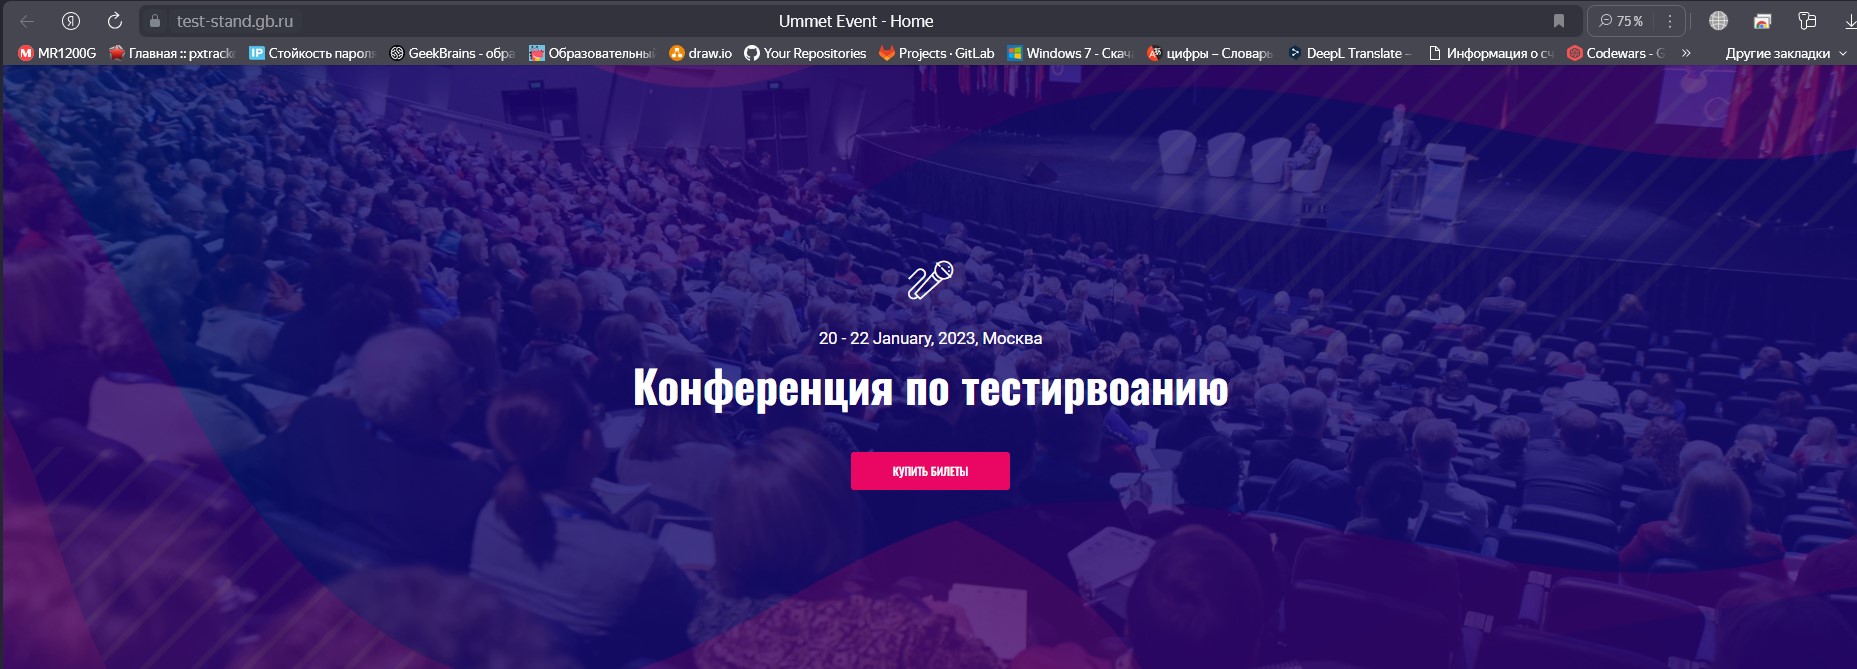 test-stand.gb.ru
Ummet Event - Home
75%
MR1200G
Главная :: pxtrack
Стойкость пароля
GeekBrains - обра
Образовательны
draw.io
Your Repositories
Projects · GitLab
Windows 7 - Скач
цифры – Словарь
DeepL Translate –
Информация о сч
Codewars - G
»
Другие закладки
20 - 22 January, 2023, Москва
Конференция по тестирвоанию
КУПИТЬ БИЛЕТЫ